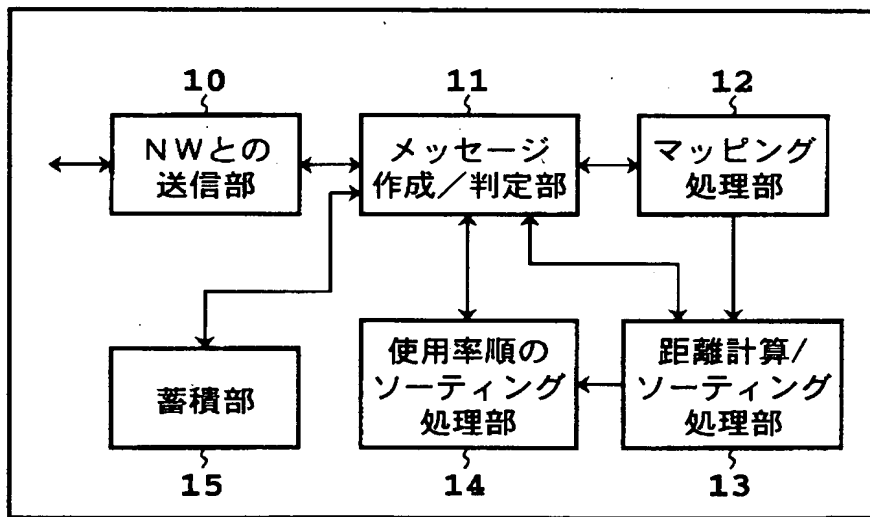 10
ＮＷとの
送信部
11
メッセージ
作成／判定部
12
マッピング
処理部
蓄積部
15
使用率順の
ソーティング
処理部
14
距離計算/
ソーティング
処理部
13